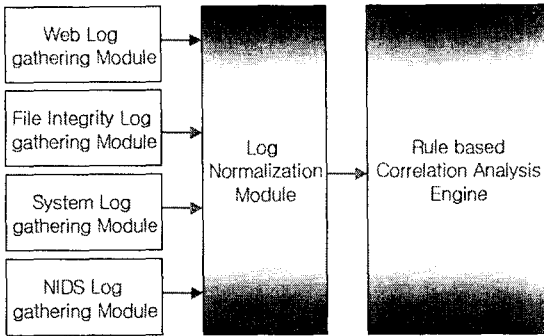 Web Log
gathering Module
File Integrity Log
gathering Module
System Log
gathering Module
NIDS Log
gathering Module
Log
Normalization
Module
Rule based
Correlation Analysis
Engine